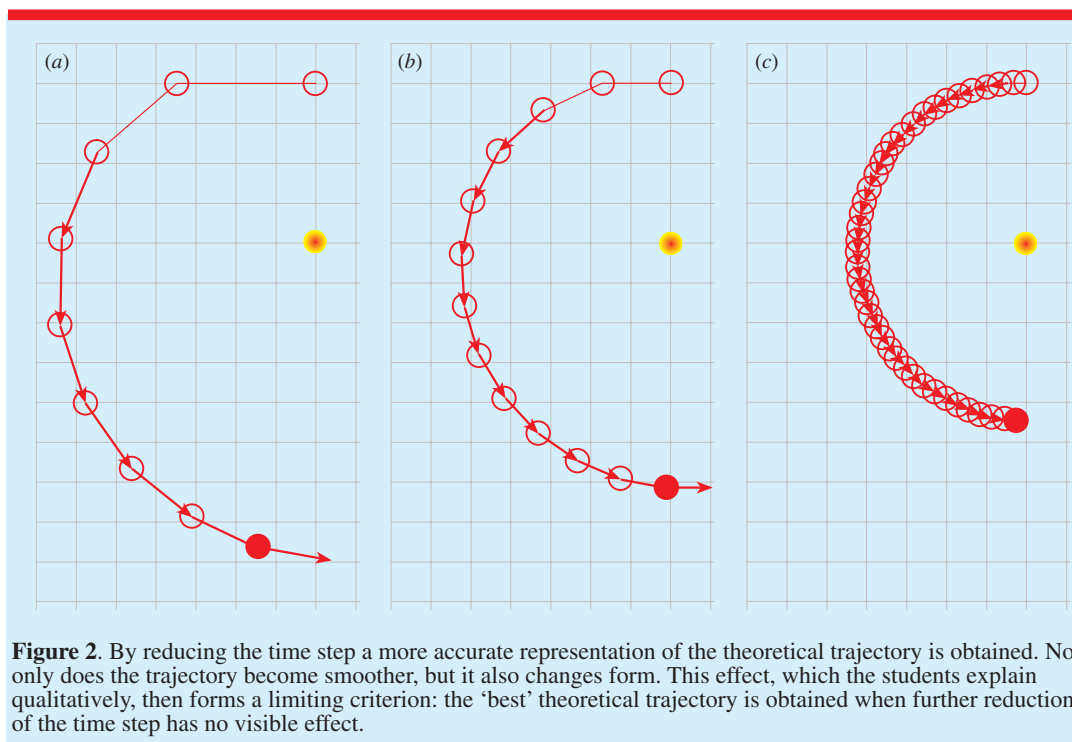 (a)
(b)
(c)
Figure 2. By reducing the time step a more accurate representation of the theoretical trajectory is obtained. No
only does the trajectory become smoother, but it also changes form. This effect, which the students explain
qualitatively, then forms a limiting criterion: the ‘best’ theoretical trajectory is obtained when further reduction
of the time step has no visible effect.